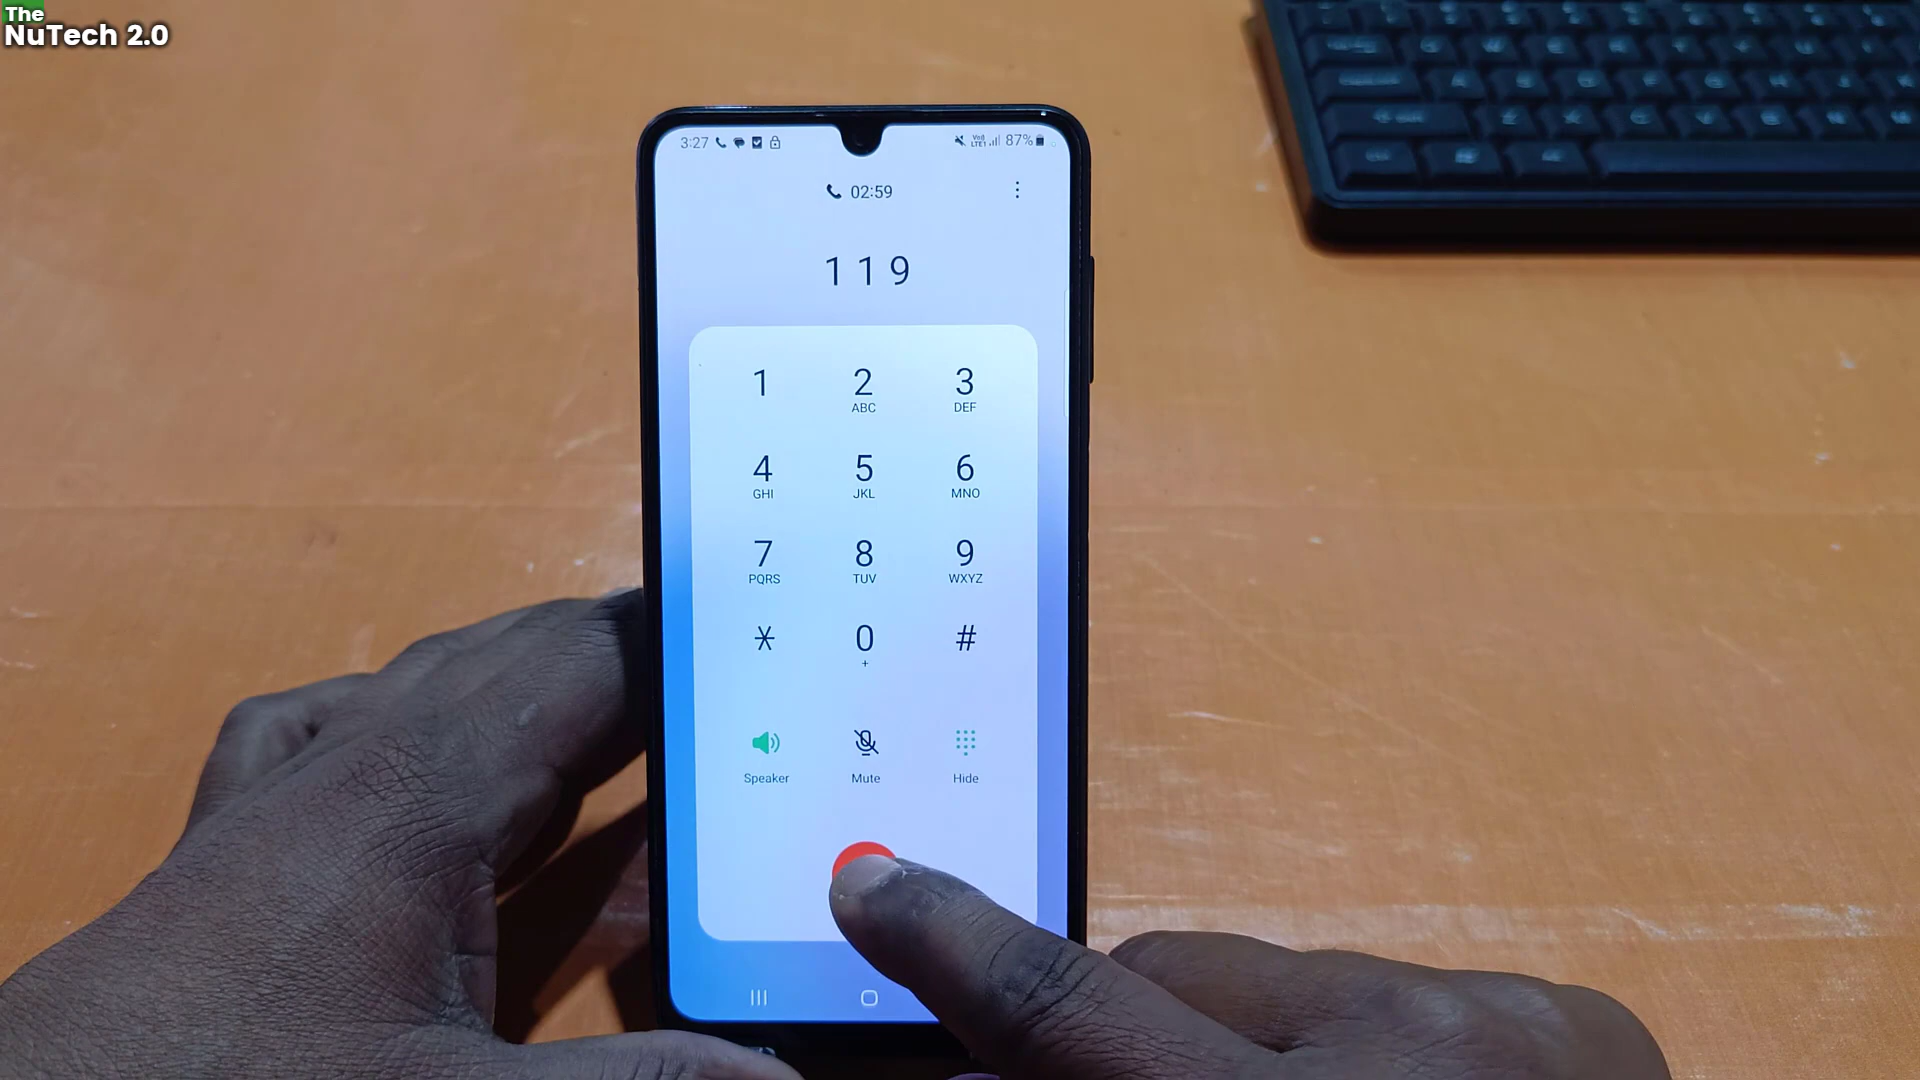 The
NuTech 2.0
3:27 87%
02:59
119
1 2 3
ABC DEF
4 5 6
GHI JKL MNO
7 8 9
PQRS TUV WXYZ
* 0 #
+
Speaker Mute Hide